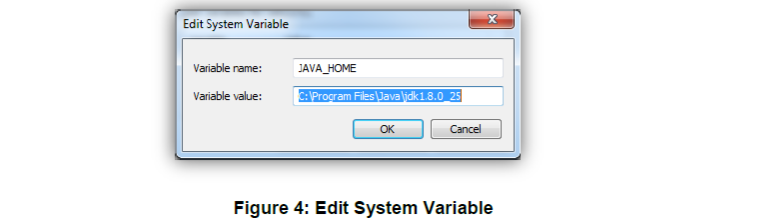 Edit System Variable
Variable name: JAVA_HOME
Variable value: C:\Program Files\Java\jdk1.8.0_25
OK Cancel
Figure 4: Edit System Variable